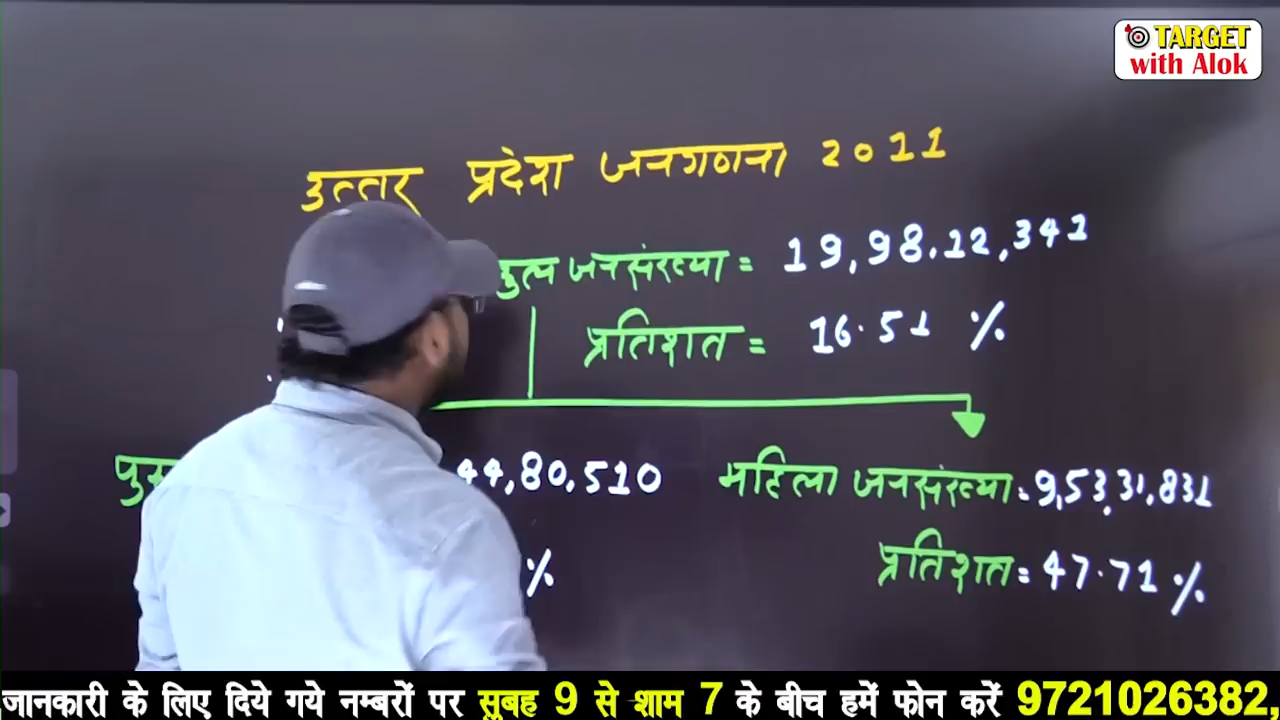 TARGET
with Alok
उत्तर प्रदेश जनगणना 2011
कुल जनसंख्या = 19,98.12,341
प्रतिशत = 16.51 %
44,80,510
महिला जनसंख्या = 9,53,31,831
%
प्रतिशत = 47.71 %
जानकारी के लिए दिये गये नम्बरों पर सुबह 9 से शाम 7 के बीच हमें फोन करें 9721026382,